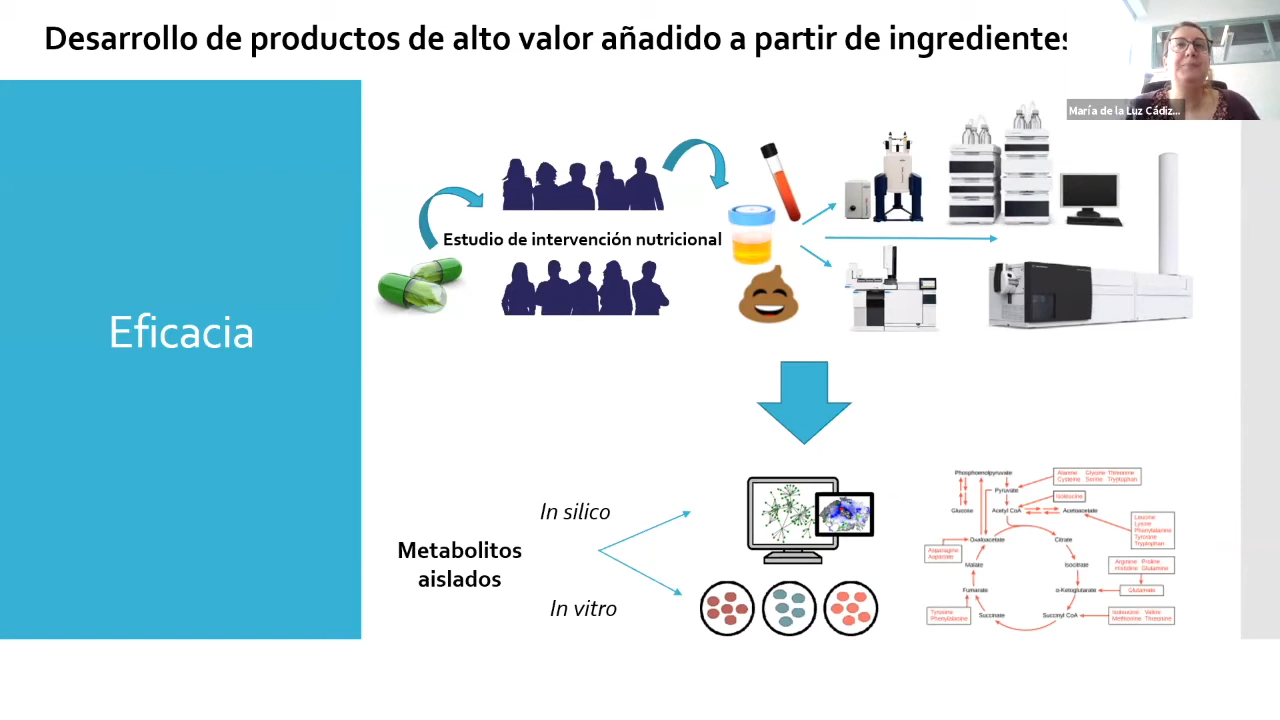 Desarrollo de productos de alto valor añadido a partir de ingredientes
María de la Luz Cádiz...
Eficacia
Estudio de intervención nutricional
In silico
Metabolitos
aislados
In vitro
Phosphoenolpyruvate
Alanine Glycine Threonine
Cysteine Serine Tryptophan
Pyruvate
Isoleucine
Glucose
Acetyl CoA
Acetoacetate
Leucine
Lysine
Phenylalanine
Tyrosine
Tryptophan
Oxaloacetate
Citrate
Asparagine
Aspartate
Malate
Isocitrate
Arginine Proline
Histidine Glutamine
Fumarate
α-Ketoglutarate
Glutamate
Tyrosine
Phenylalanine
Succinate
Succinyl CoA
Isoleucine Valine
Methionine Threonine